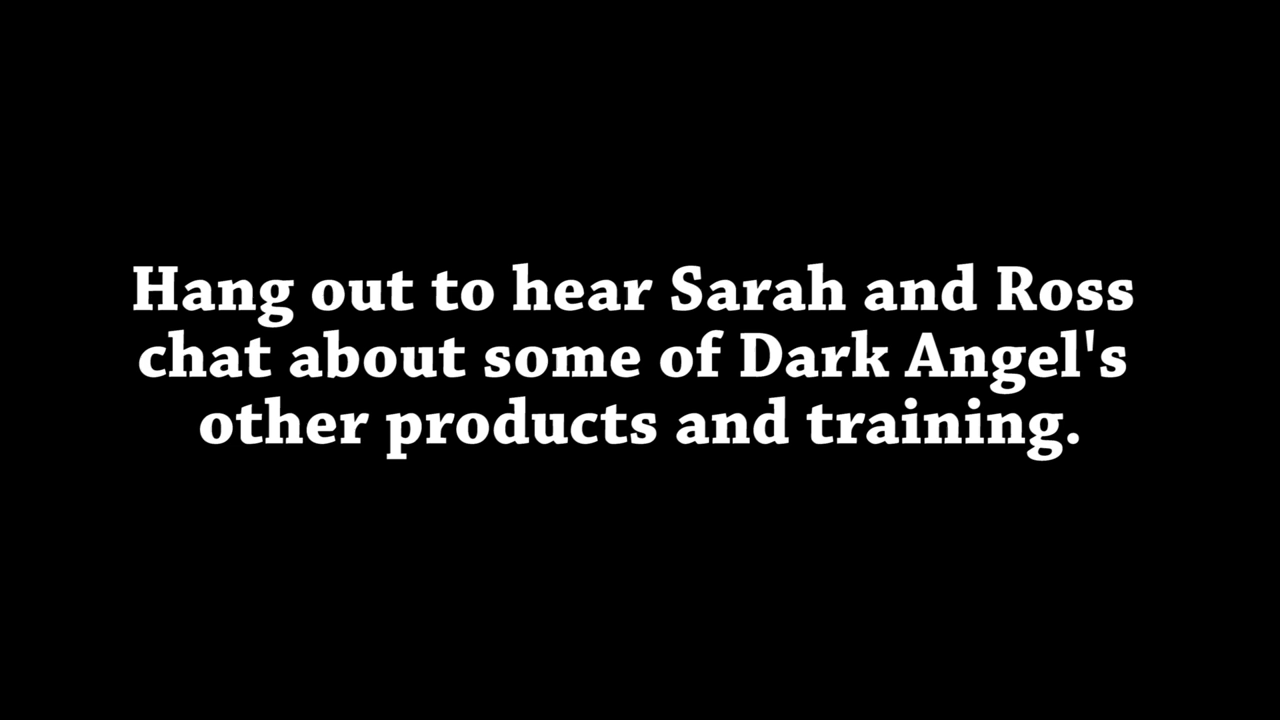 Hang out to hear Sarah and Ross
chat about some of Dark Angel's
other products and training.